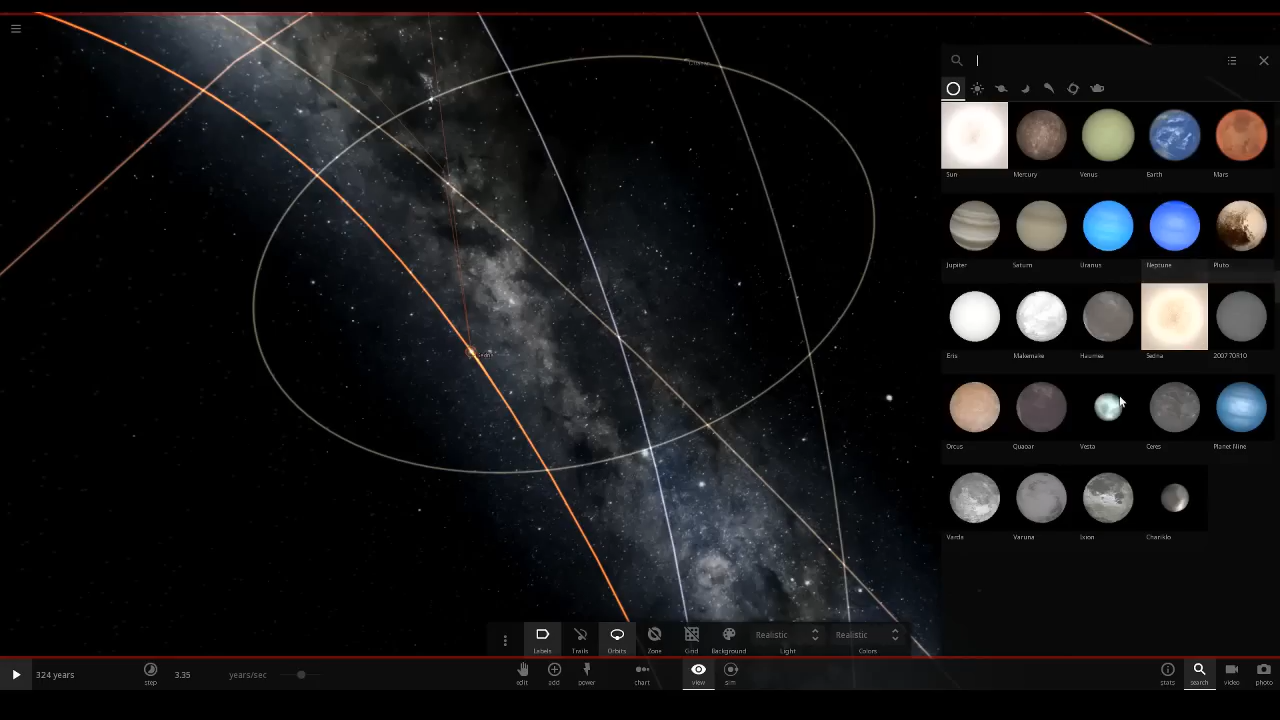 Sun Mercury Venus Earth Mars
Jupiter Saturn Uranus Neptune Pluto
Sedna
Eris Makemake Haumea Sedna 2007 TOR10
Orcus Quaoar Vesta Ceres Planet Nine
Varda Varuna Ixion Chariklo
Realistic Realistic
Labels Trails Orbits Zone Grid Background Light Colors
324 years 3.35 years/sec
step edit add power chart view sim stats search video photo